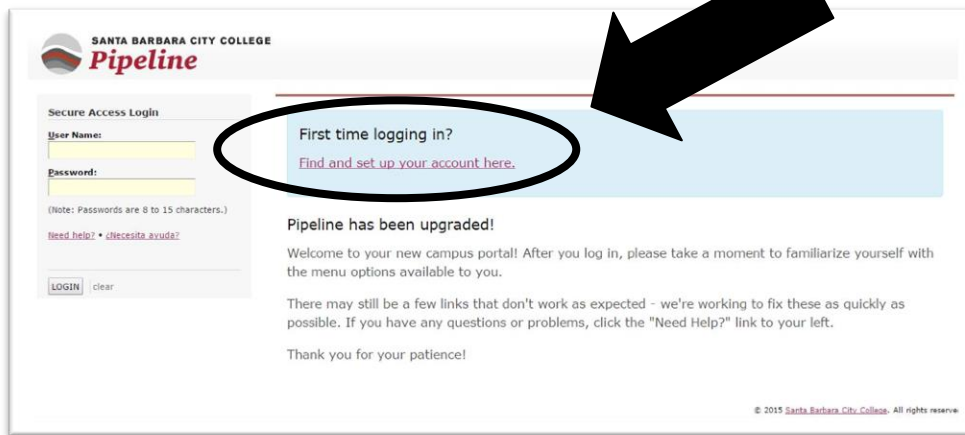 SANTA BARBARA CITY COLLEGE
Pipeline
Secure Access Login
User Name:
Password:
(Note: Passwords are 8 to 15 characters.)
Need help? • ¿Necesita ayuda?
LOGIN clear
First time logging in?
Find and set up your account here.
Pipeline has been upgraded!
Welcome to your new campus portal! After you log in, please take a moment to familiarize yourself with
the menu options available to you.
There may still be a few links that don't work as expected - we're working to fix these as quickly as
possible. If you have any questions or problems, click the "Need Help?" link to your left.
Thank you for your patience!
© 2015 Santa Barbara City College. All rights reserve